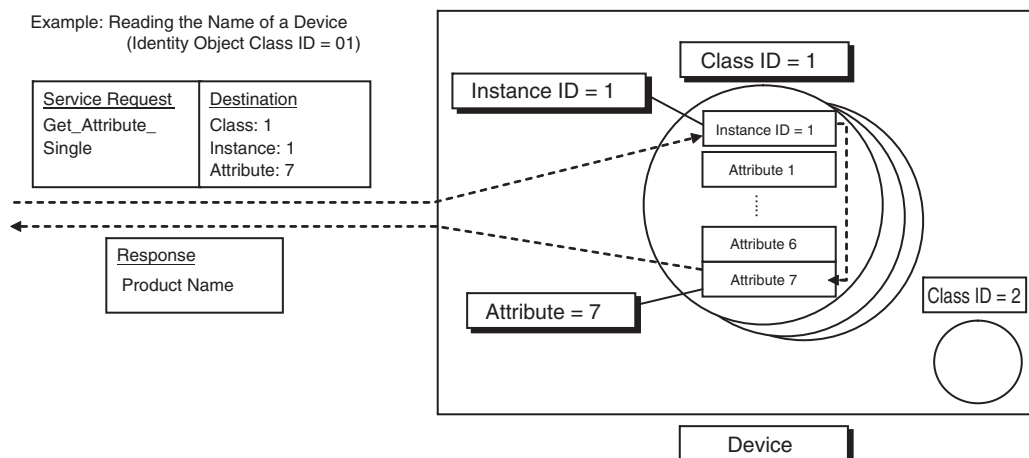 Example: Reading the Name of a Device
(Identity Object Class ID = 01)
Service Request
Get_Attribute_
Single
Destination
Class: 1
Instance: 1
Attribute: 7
Response
Product Name
Class ID = 1
Instance ID = 1
Instance ID = 1
Attribute 1
Attribute 6
Attribute 7
Attribute = 7
Class ID = 2
Device